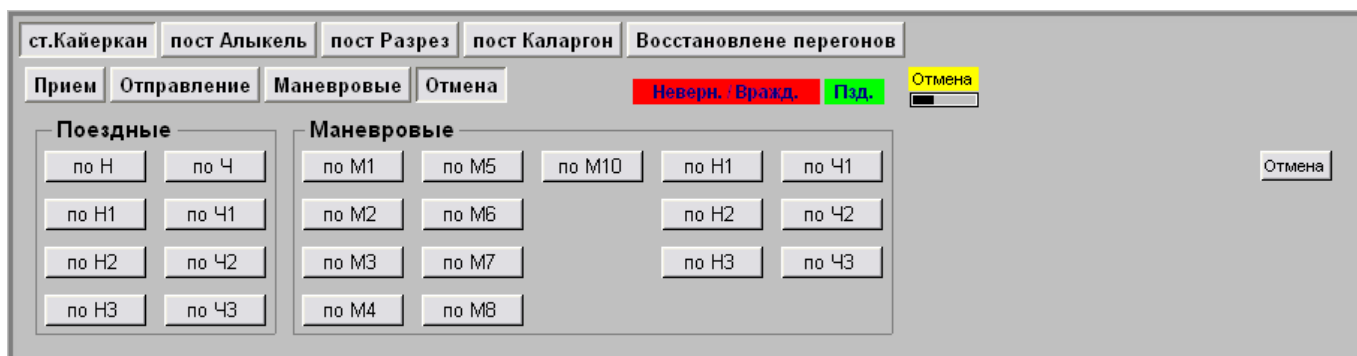 ст.Кайеркан пост Алыкель пост Разрез пост Каларгон Восстановлене перегонов
Прием Отправление Маневровые Отмена Неверн. / Вражд. Пзд. Отмена
Поездные Маневровые
по Н по Ч по М1 по М5 по М10 по Н1 по Ч1 Отмена
по Н1 по Ч1 по М2 по М6 по Н2 по Ч2
по Н2 по Ч2 по М3 по М7 по Н3 по Ч3
по Н3 по Ч3 по М4 по М8